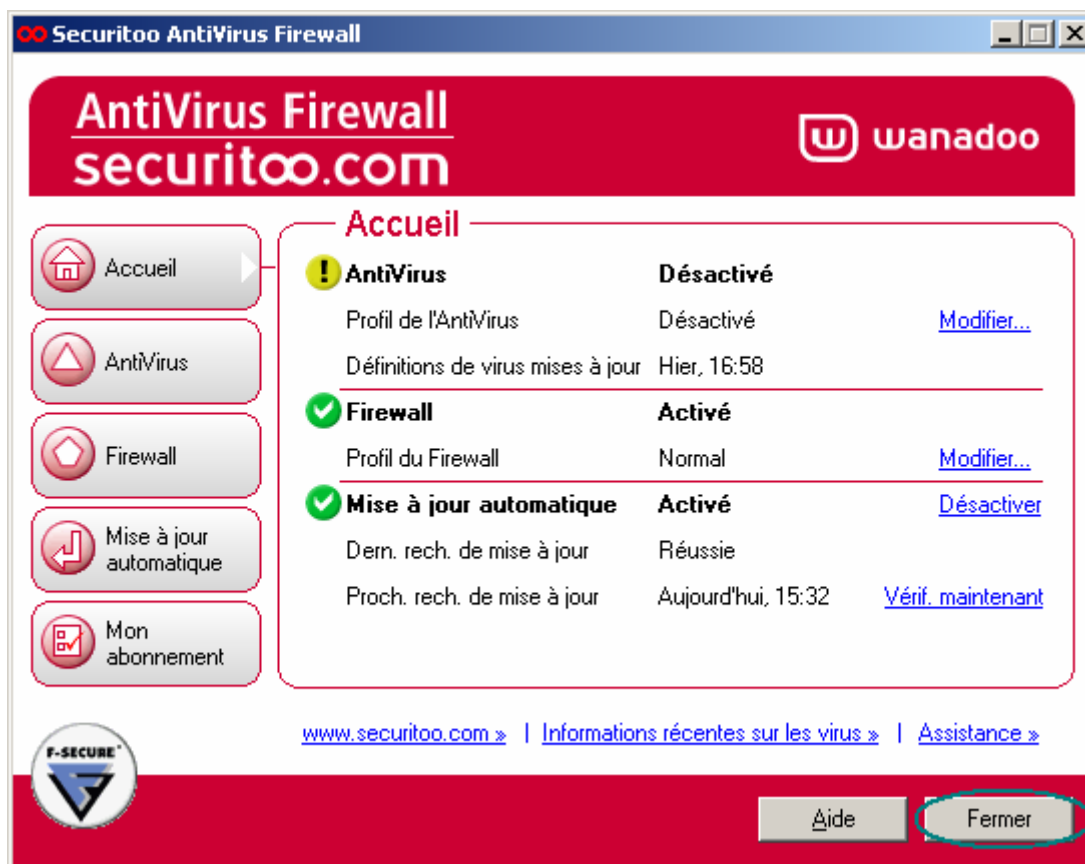 Securitoo AntiVirus Firewall
AntiVirus Firewall
securitoo.com
wanadoo
Accueil
AntiVirus
Firewall
Mise à jour
automatique
Mon
abonnement
Accueil
AntiVirus Désactivé
Profil de l'AntiVirus Désactivé Modifier...
Définitions de virus mises à jour Hier, 16:58
Firewall Activé
Profil du Firewall Normal Modifier...
Mise à jour automatique Activé Désactiver
Dern. rech. de mise à jour Réussie
Proch. rech. de mise à jour Aujourd'hui, 15:32 Vérif. maintenant
www.securitoo.com » | Informations récentes sur les virus » | Assistance »
F-SECURE
Aide Fermer